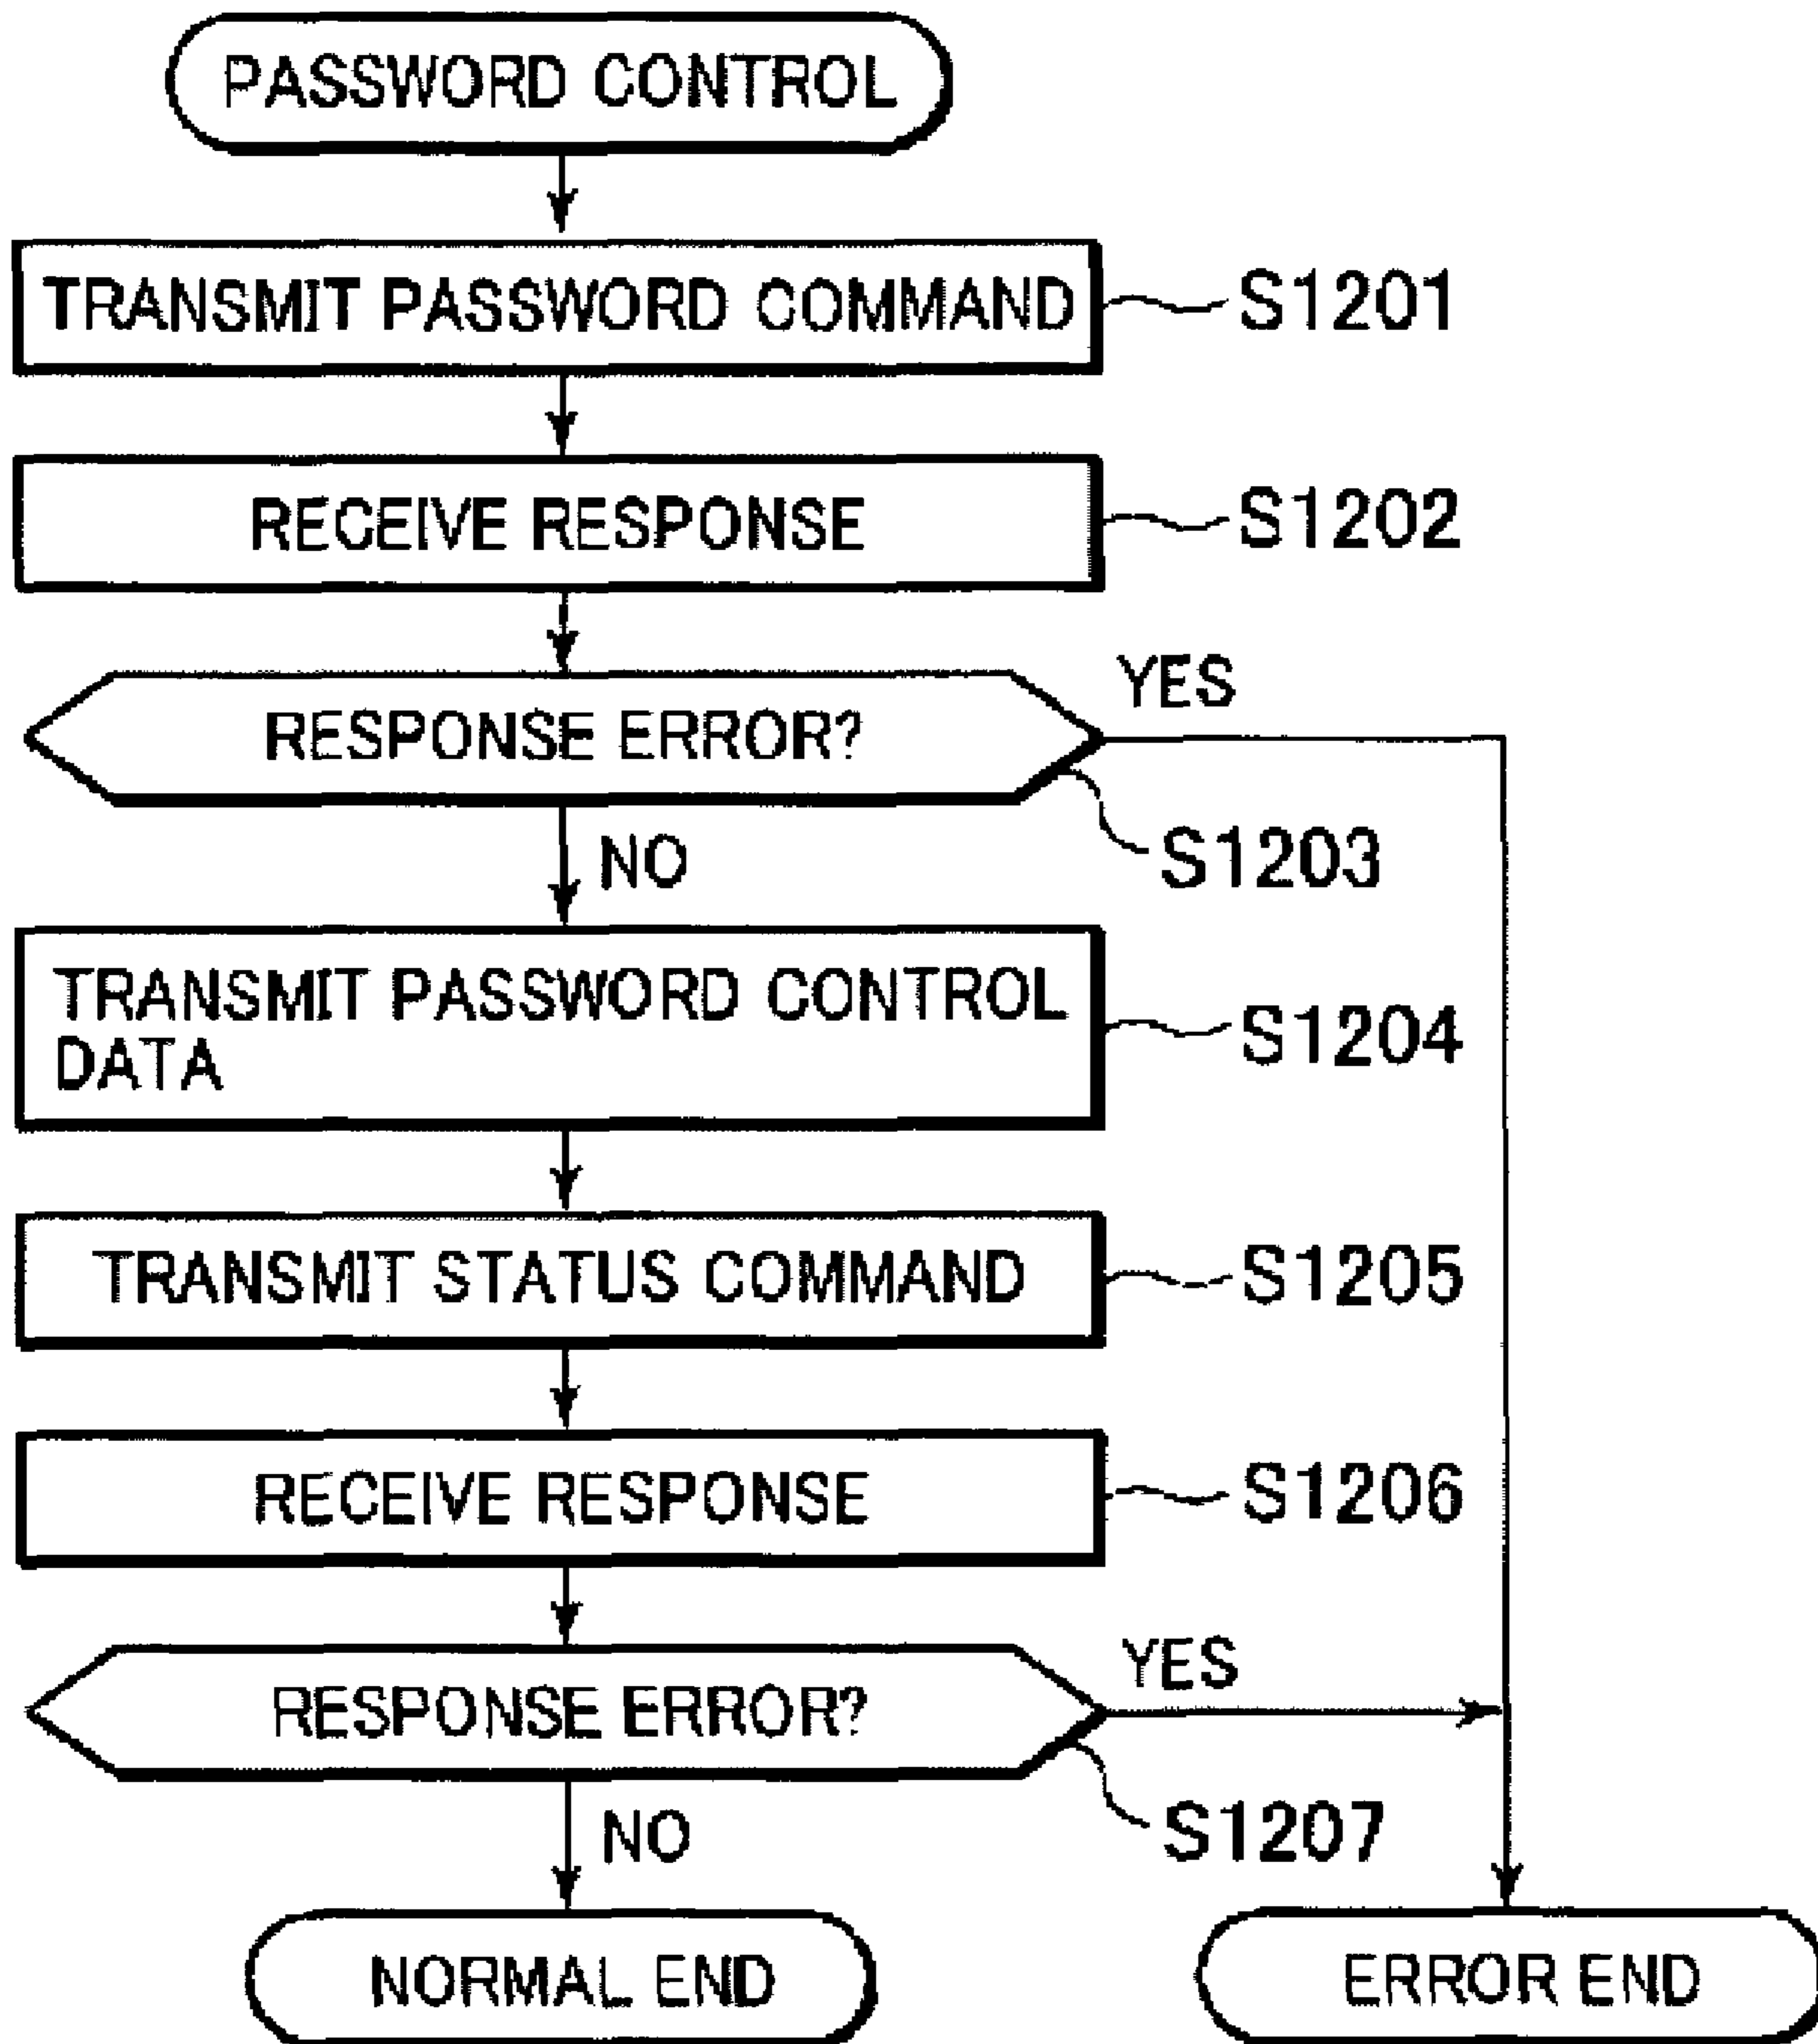 PASSWORD CONTROL
TRANSMIT PASSWORD COMMAND
S1201
RECEIVE RESPONSE
S1202
YES
RESPONSE ERROR?
S1203
NO
TRANSMIT PASSWORD CONTROL
DATA
S1204
TRANSMIT STATUS COMMAND
S1205
RECEIVE RESPONSE
S1206
YES
RESPONSE ERROR?
S1207
NO
NORMAL END
ERROR END